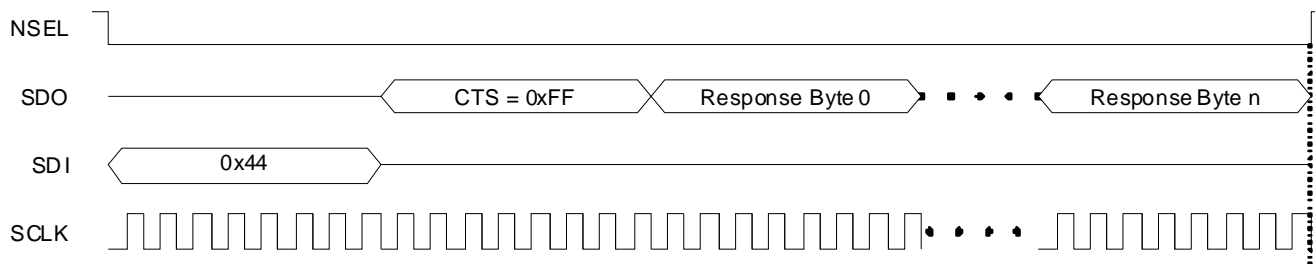 NSEL
SDO CTS = 0xFF Response Byte 0 Response Byte n
SDI 0x44
SCLK